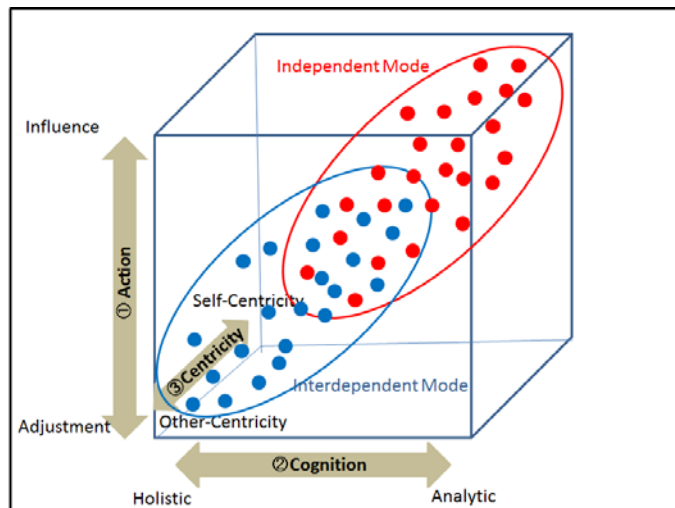 Independent Mode
Influence
① Action
Self-Centricity
③Centricity
Interdependent Mode
Adjustment
Other-Centricity
②Cognition
Holistic
Analytic